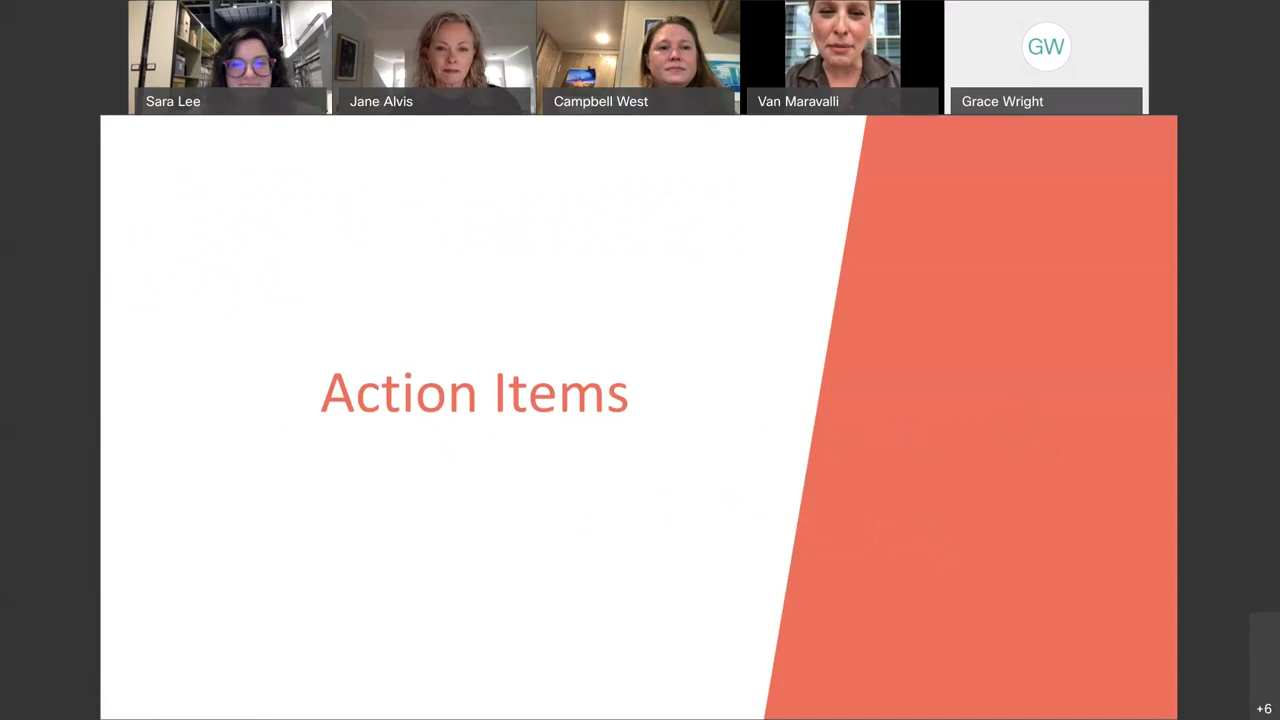 Sara Lee
Jane Alvis
Campbell West
Van Maravalli
GW
Grace Wright
Action Items
+6